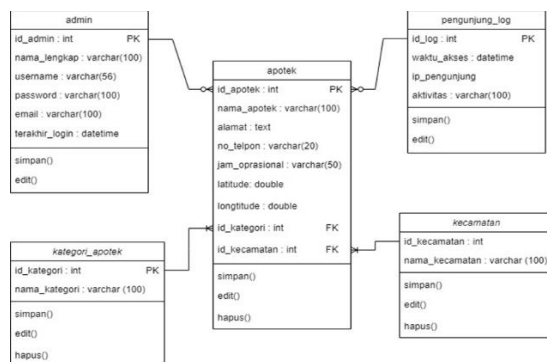 admin
id_admin : int PK
nama_lengkap : varchar(100)
username : varchar(56)
password : varchar(100)
email : varchar(100)
terakhir_login : datetime
simpan()
edit()
pengunjung_log
id_log : int PK
waktu_akses : datetime
ip_pengunjung
aktivitas : varchar(100)
simpan()
edit()
apotek
id_apotek : int PK
nama_apotek : varchar(100)
alamat : text
no_telpon : varchar(20)
jam_oprasional : varchar(50)
latitude: double
longtitude : double
id_kategori : int FK
id_kecamatan : int FK
simpan()
edit()
hapus()
kategori_apotek
id_kategori : int PK
nama_kategori : varchar (100)
simpan()
edit()
hapus()
kecamatan
id_kecamatan : int
nama_kecamatan : varchar (100)
simpan()
edit()
hapus()